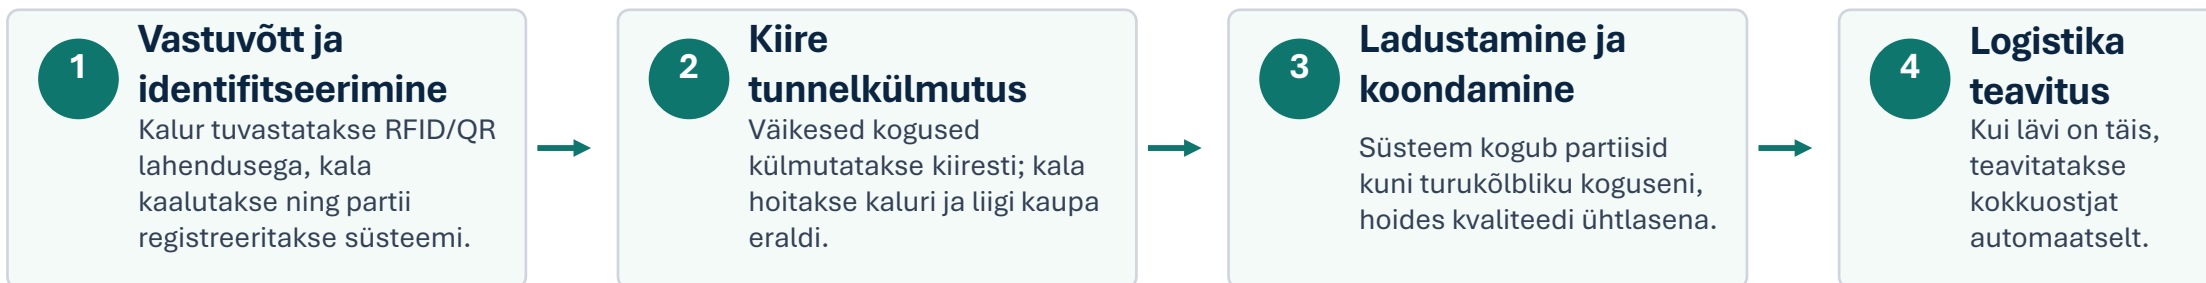 1
Vastuvõtt ja
identifitseerimine
Kalur tuvastatakse RFID/QR
lahendusega, kala
kaalutakse ning partii
registreeritakse süsteemi.
2
Kiire
tunnelkülmutus
Väikesed kogused
külmutatakse kiiresti; kala
hoitakse kaluri ja liigi kaupa
eraldi.
3
Ladustamine ja
koondamine
Süsteem kogub partiisid
kuni turukõlbliku koguseni,
hoides kvaliteedi ühtlasena.
4
Logistika
teavitus
Kui lävi on täis,
teavitatakse
kokkuostjat
automaatselt.